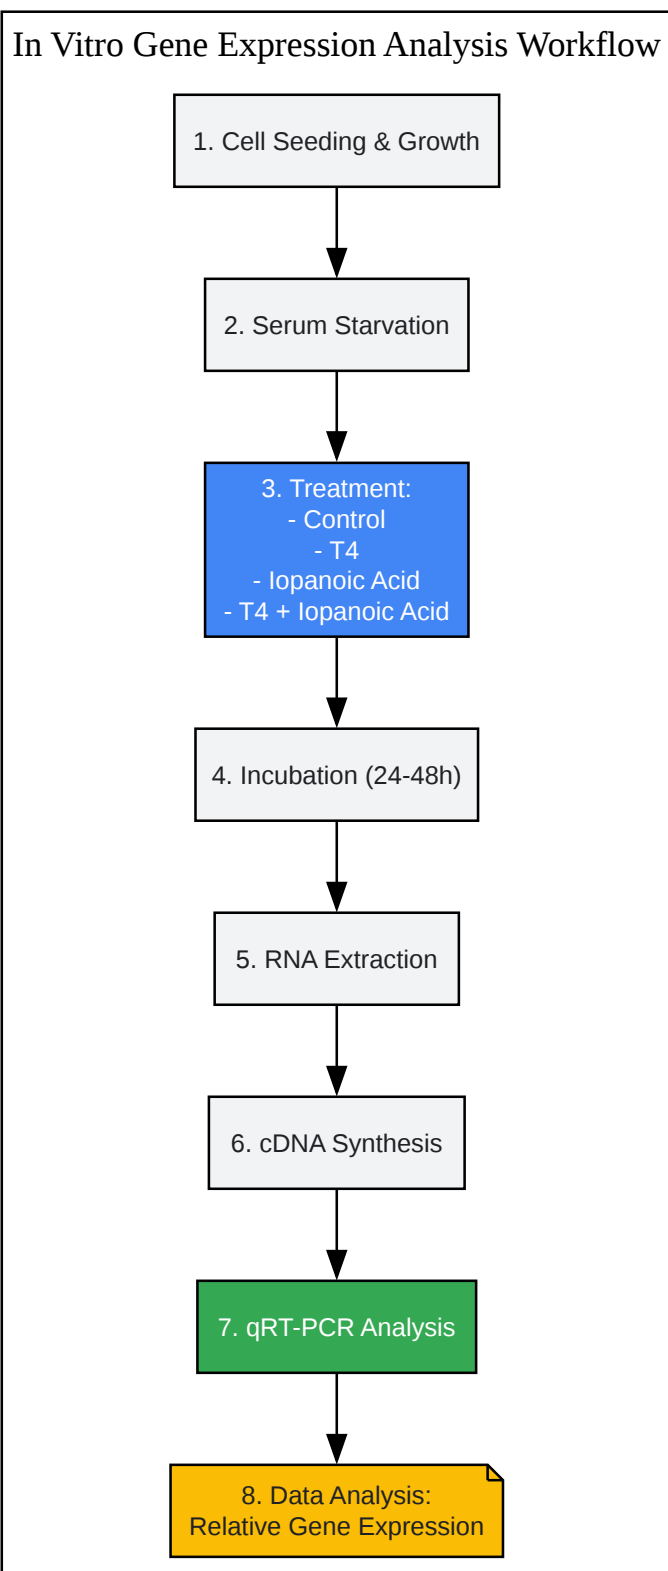 In Vitro Gene Expression Analysis Workflow
1. Cell Seeding & Growth
2. Serum Starvation
3. Treatment:
- Control
- T4
- Iopanoic Acid
- T4 + Iopanoic Acid
4. Incubation (24-48h)
5. RNA Extraction
6. cDNA Synthesis
7. qRT-PCR Analysis
8. Data Analysis:
Relative Gene Expression